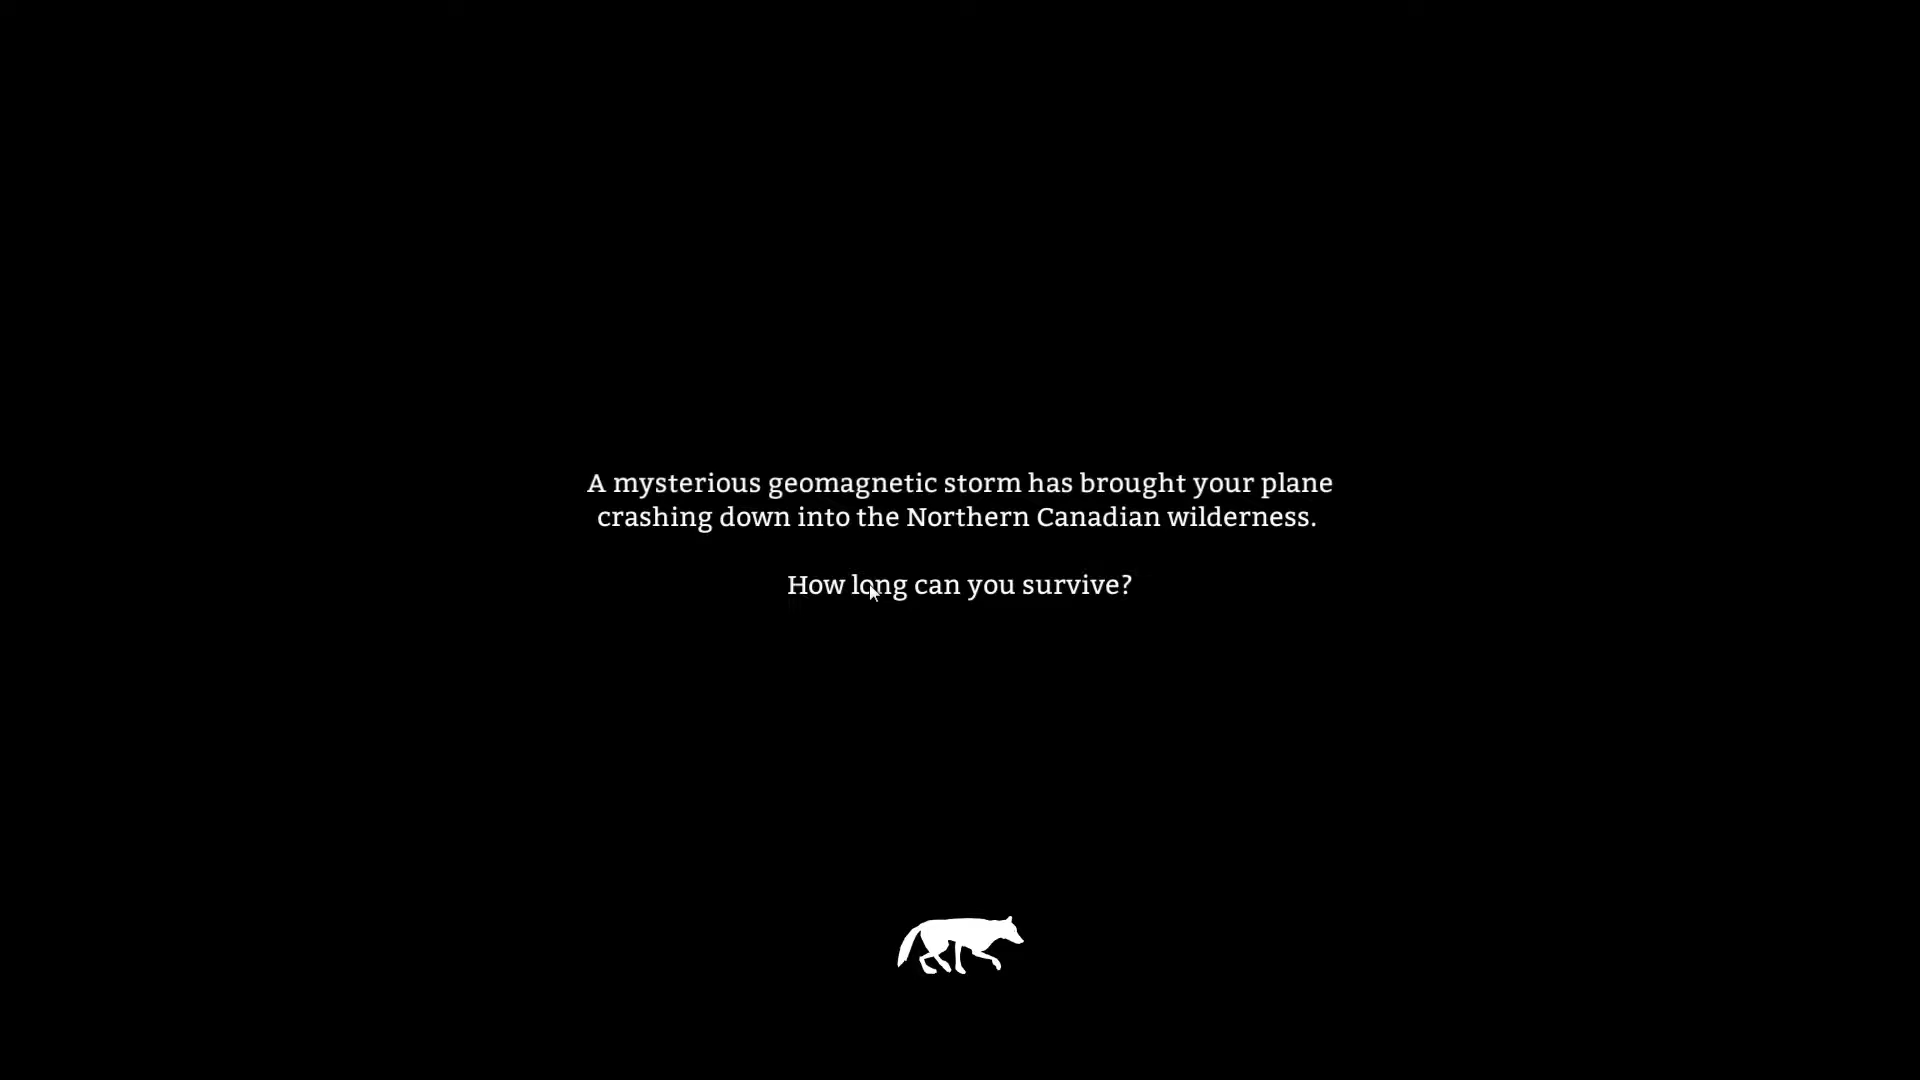 A mysterious geomagnetic storm has brought your plane
crashing down into the Northern Canadian wilderness.
How long can you survive?